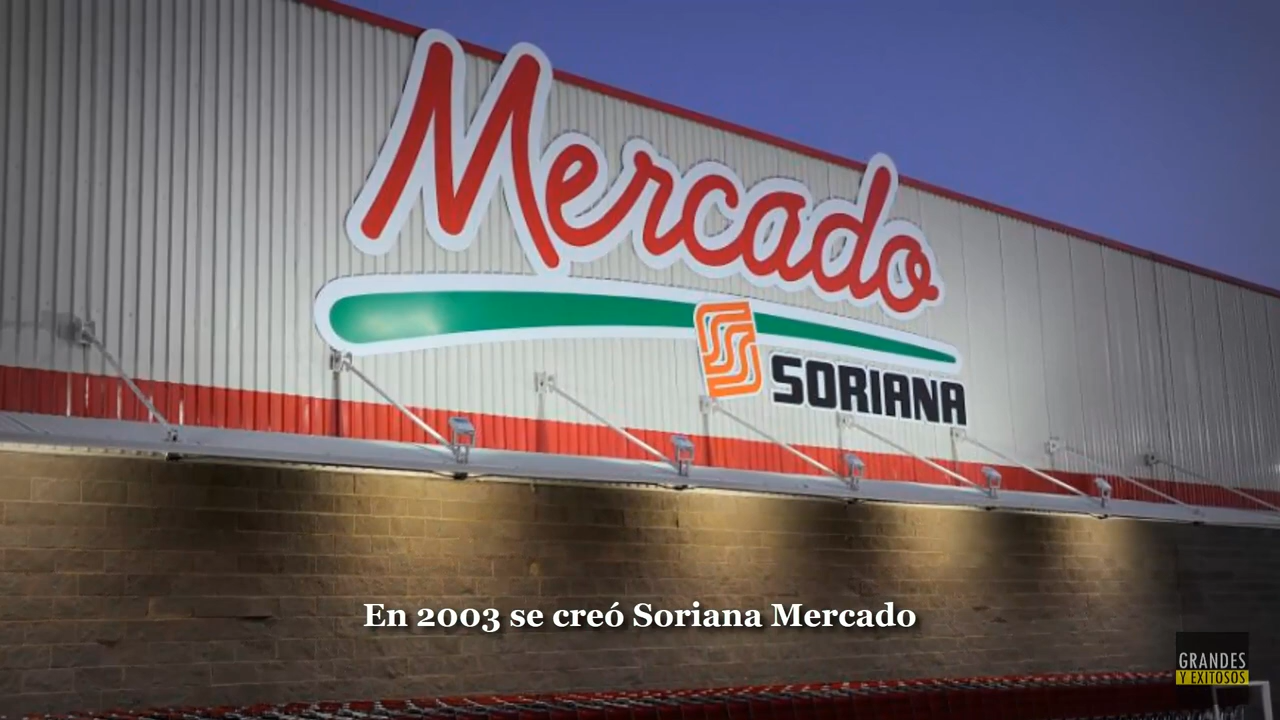 Mercado
SORIANA
En 2003 se creó Soriana Mercado
GRANDES
Y EXITOSOS